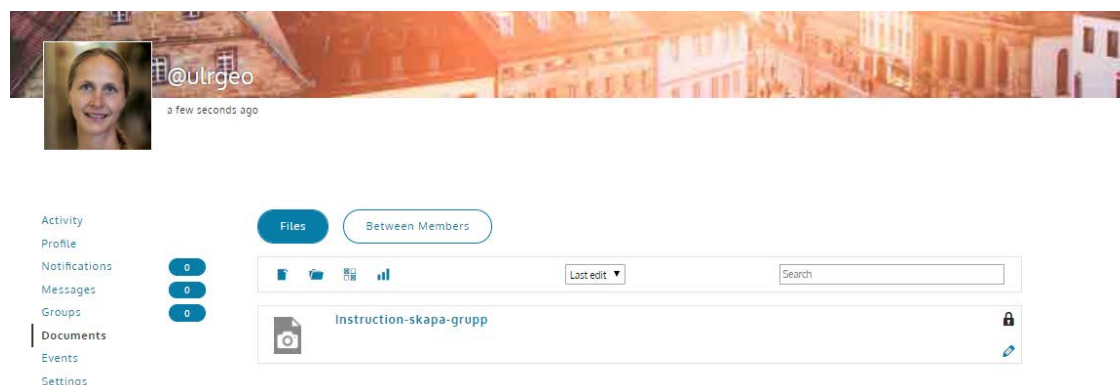 @ulrgeo
a few seconds ago
Activity
Profile
Notifications 0
Messages 0
Groups 0
Documents
Events
Settings
Files
Between Members
Last edit ▼
Search
Instruction-skapa-grupp